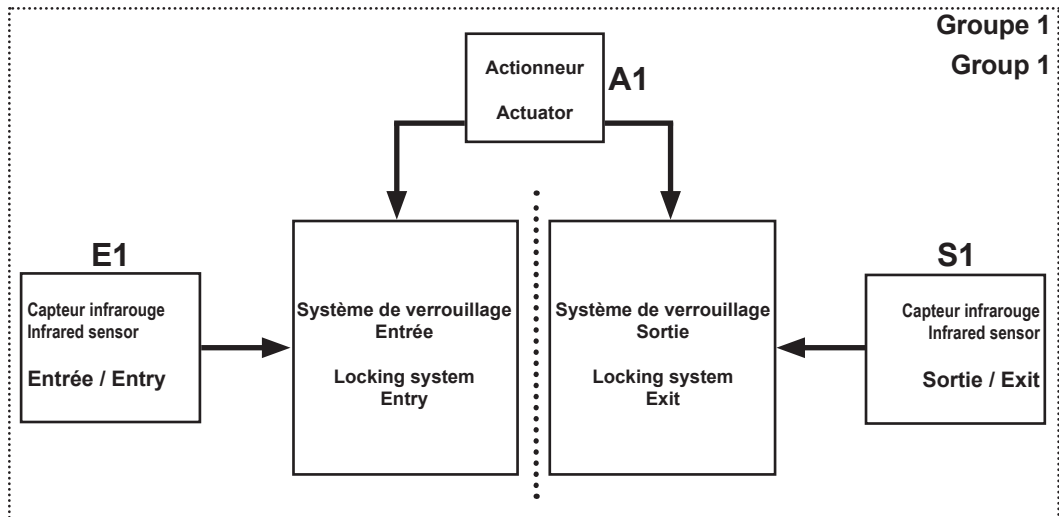 Groupe 1
Group 1
Actionneur
Actuator
A1
E1
Capteur infrarouge
Infrared sensor
Entrée / Entry
Système de verrouillage
Entrée
Locking system
Entry
Système de verrouillage
Sortie
Locking system
Exit
S1
Capteur infrarouge
Infrared sensor
Sortie / Exit